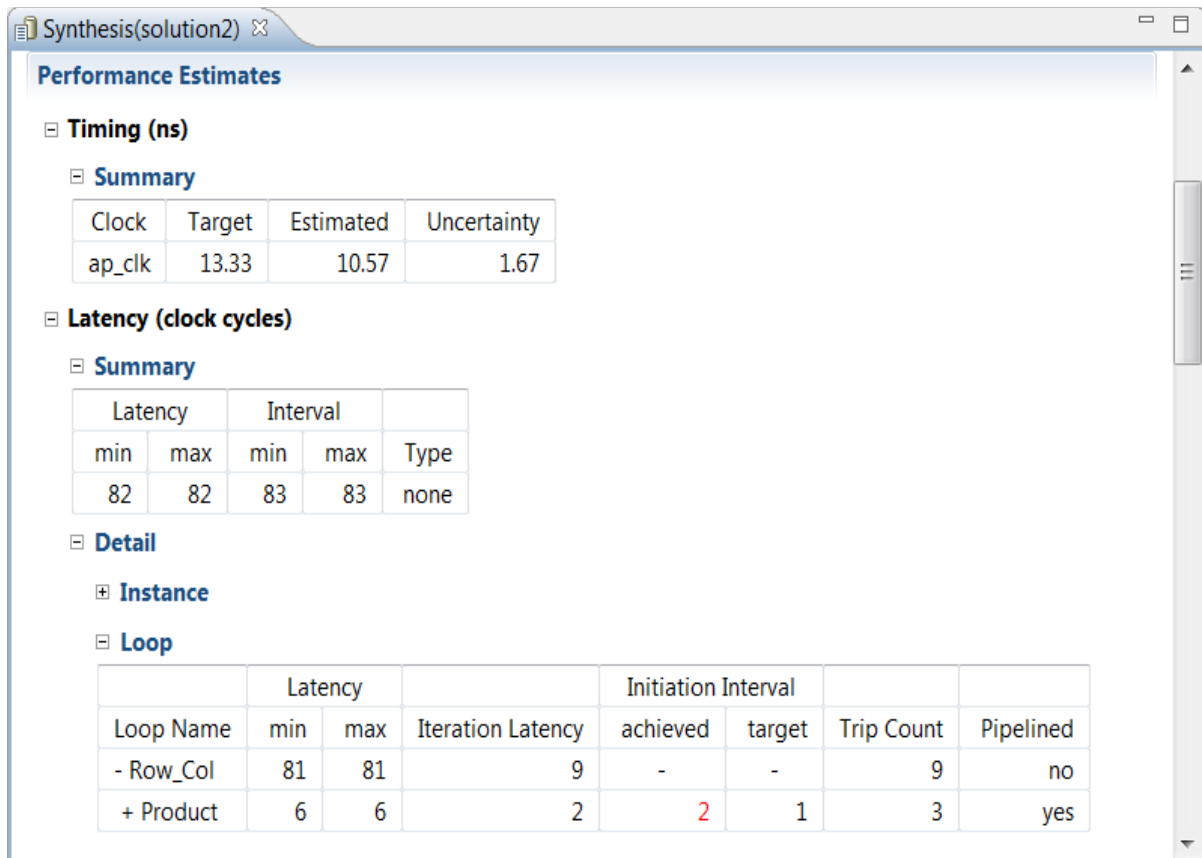 Synthesis(solution2)
Performance Estimates
Timing (ns)
Summary
Clock Target Estimated Uncertainty
ap_clk 13.33 10.57 1.67
Latency (clock cycles)
Summary
Latency Interval
min max min max Type
82 82 83 83 none
Detail
Instance
Loop
Latency Initiation Interval
Loop Name min max Iteration Latency achieved target Trip Count Pipelined
- Row_Col 81 81 9 - - 9 no
+ Product 6 6 2 2 1 3 yes